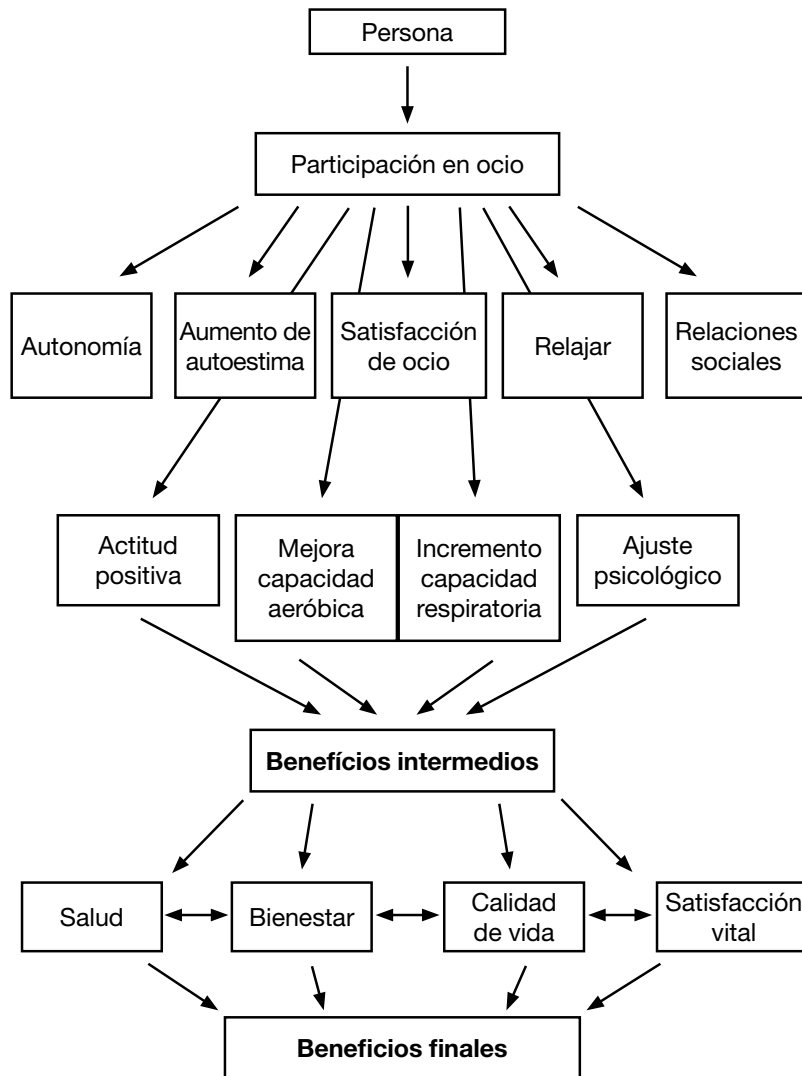 Persona
Participación en ocio
Autonomía
Aumento de
autoestima
Satisfacción
de ocio
Relajar
Relaciones
sociales
Actitud
positiva
Mejora
capacidad
aeróbica
Incremento
capacidad
respiratoria
Ajuste
psicológico
Benefícios intermedios
Salud
Bienestar
Calidad
de vida
Satisfacción
vital
Beneficios finales